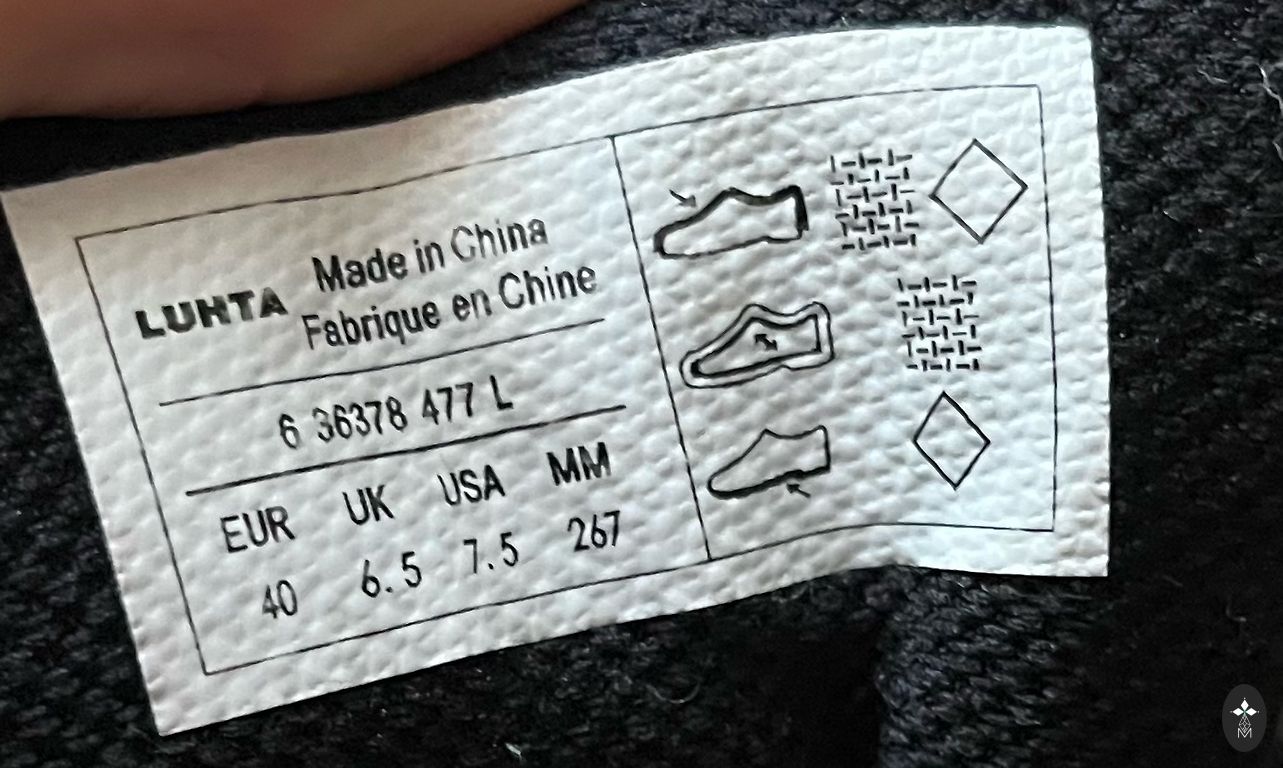 LUHTA
Made in China
Fabrique en Chine
6 36378 477 L
EUR UK USA MM
40 6.5 7.5 267
M